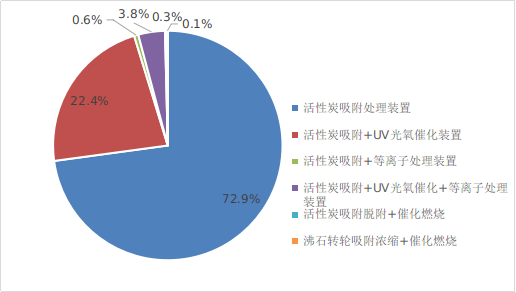 0.6%
3.8%
0.3%
0.1%
22.4%
72.9%
活性炭吸附处理装置
活性炭吸附+UV光氧催化装置
活性炭吸附+等离子处理装置
活性炭吸附+UV光氧催化+等离子处理
装置
活性炭吸附脱附+催化燃烧
沸石转轮吸附浓缩+催化燃烧